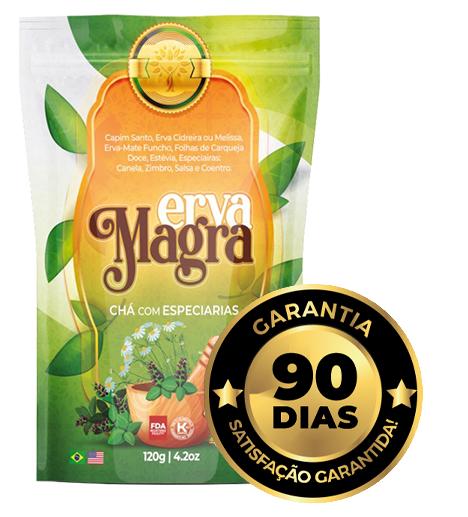 Capim Santo, Erva Cidreira ou Melissa,
Erva-Mate Funcho, Folhas de Carqueja
Doce, Estévia, Especiairas:
Canela, Zimbro, Salsa e Coentro.
erva
Magra
CHÁ COM ESPECIARIAS
FDA
K
120g | 4.2oz
GARANTIA
90
DIAS
SATISFAÇÃO GARANTIDA!